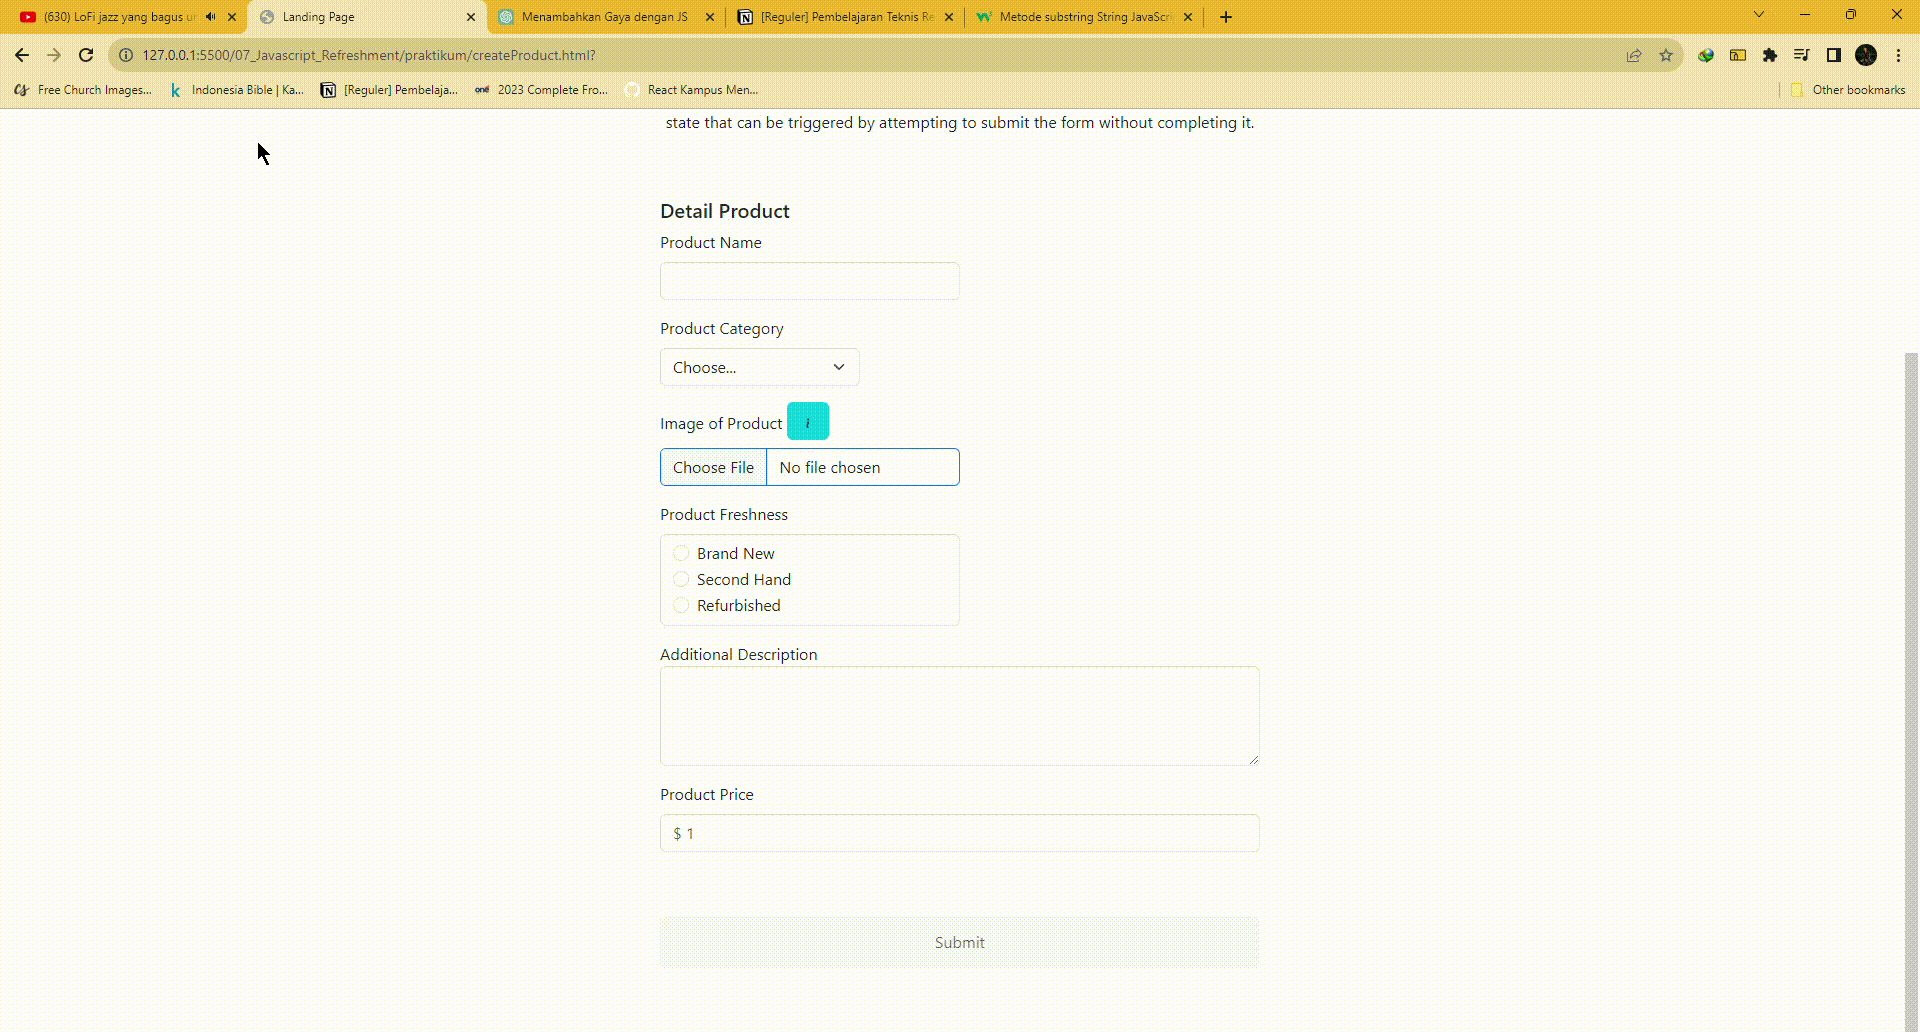 (630) LoFi jazz yang bagus un
Landing Page
Menambahkan Gaya dengan JS
[Reguler] Pembelajaran Teknis Re
Metode substring String JavaScri
127.0.0.1:5500/07_Javascript_Refreshment/praktikum/createProduct.html?
Free Church Images...
Indonesia Bible | Ka...
[Reguler] Pembelaja...
2023 Complete Fro...
React Kampus Men...
Other bookmarks
state that can be triggered by attempting to submit the form without completing it.
Detail Product
Product Name
Product Category
Choose...
Image of Product i
Choose File No file chosen
Product Freshness
Brand New
Second Hand
Refurbished
Additional Description
Product Price
$ 1
Submit